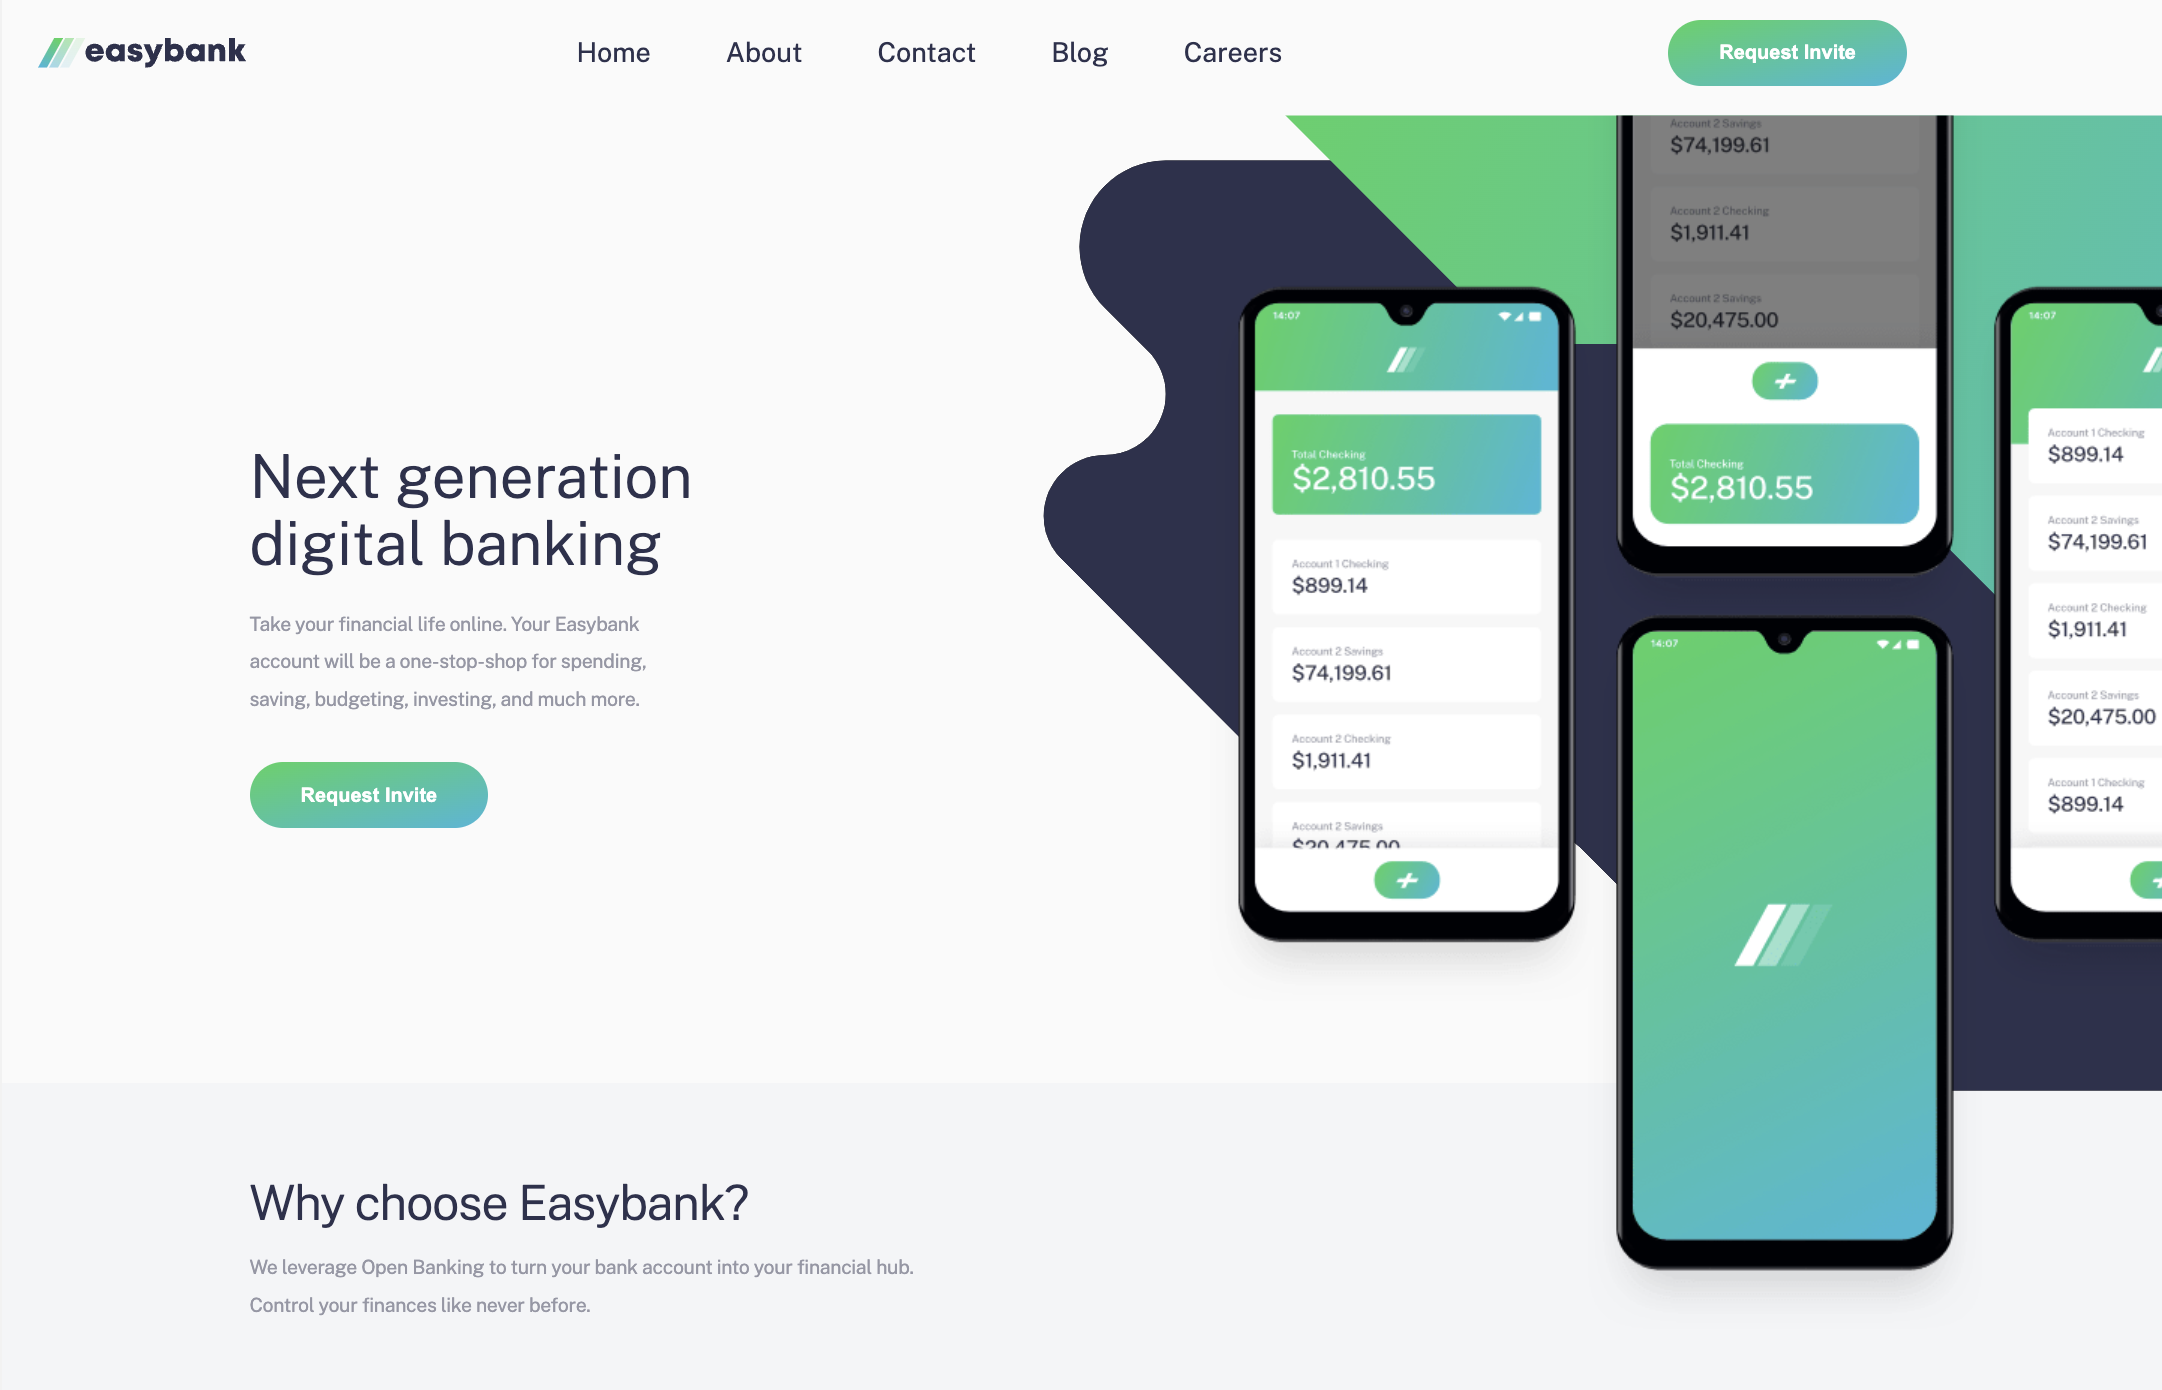 easybank
Home
About
Contact
Blog
Careers
Request Invite
Next generation
digital banking
Take your financial life online. Your Easybank
account will be a one-stop-shop for spending,
saving, budgeting, investing, and much more.
Request Invite
14:07
Total Checking
$2,810.55
Account 1 Checking
$899.14
Account 2 Savings
$74,199.61
Account 2 Checking
$1,911.41
Account 2 Savings
$20,475.00
Account 2 Savings
$74,199.61
Account 2 Checking
$1,911.41
Account 2 Savings
$20,475.00
Total Checking
$2,810.55
14:07
14:07
Account 1 Checking
$899.14
Account 2 Savings
$74,199.61
Account 2 Checking
$1,911.41
Account 2 Savings
$20,475.00
Account 1 Checking
$899.14
Why choose Easybank?
We leverage Open Banking to turn your bank account into your financial hub.
Control your finances like never before.